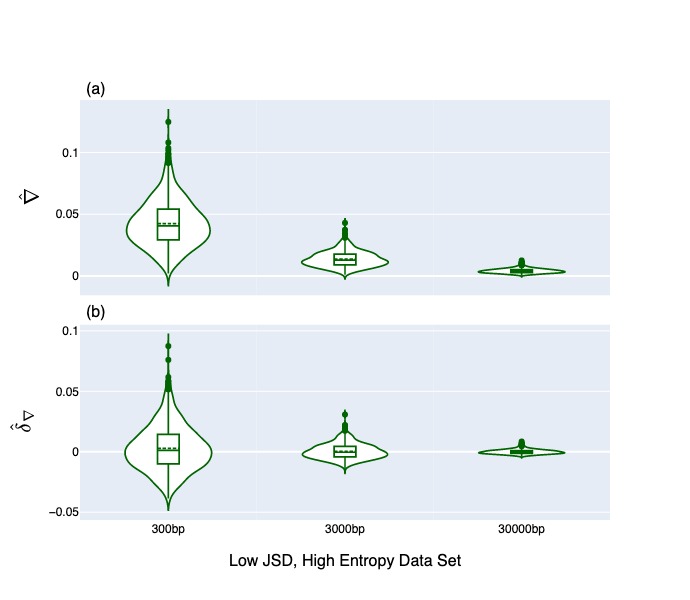 (a)
0.1
0.05
0
∇̂
(b)
0.1
0.05
0
−0.05
δ̂∇
300bp 3000bp 30000bp
Low JSD, High Entropy Data Set